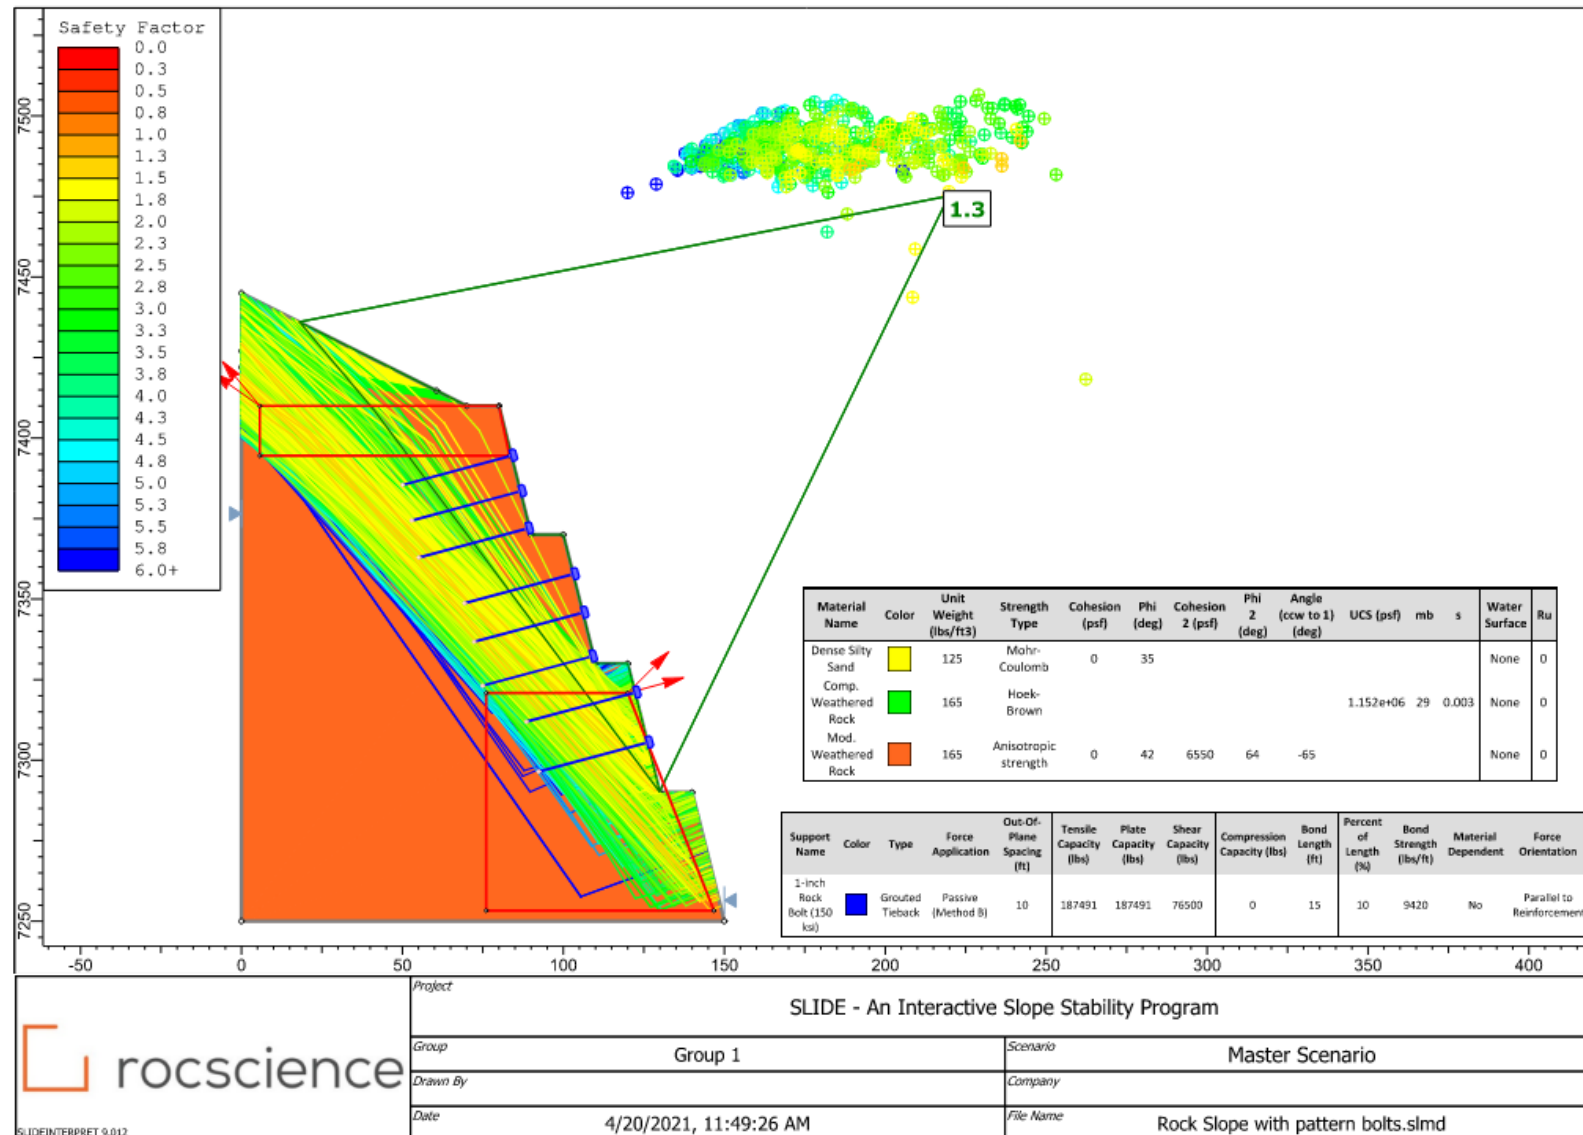 Safety Factor
0.0
0.3
0.5
0.8
1.0
1.3
1.5
1.8
2.0
2.3
2.5
2.8
3.0
3.3
3.5
3.8
4.0
4.3
4.5
4.8
5.0
5.3
5.5
5.8
6.0+
7500
7450
7400
7350
7300
7250
1.3
Material Name Color Unit Weight (lbs/ft3) Strength Type Cohesion (psf) Phi (deg) Cohesion 2 (psf) Phi 2 (deg) Angle (ccw to 1) (deg) UCS (psf) mb s Water Surface Ru
Dense Silty Sand 125 Mohr-Coulomb 0 35 None 0
Comp. Weathered Rock 165 Hoek-Brown 1.152e+06 29 0.003 None 0
Mod. Weathered Rock 165 Anisotropic strength 0 42 6550 64 -65 None 0
Support Name Color Type Force Application Out-Of-Plane Spacing (ft) Tensile Capacity (lbs) Plate Capacity (lbs) Shear Capacity (lbs) Compression Capacity (lbs) Bond Length (ft) Percent of Length (%) Bond Strength (lbs/ft) Material Dependent Force Orientation
1-inch Rock Bolt (150 ksi) Grouted Tieback Passive (Method B) 10 187491 187491 76500 0 15 10 9420 No Parallel to Reinforcement
-50 0 50 100 150 200 250 300 350 400
rocscience
SLIDEINTERPRET 9.012
Project
SLIDE - An Interactive Slope Stability Program
Group Group 1 Scenario Master Scenario
Drawn By Company
Date 4/20/2021, 11:49:26 AM File Name Rock Slope with pattern bolts.slmd